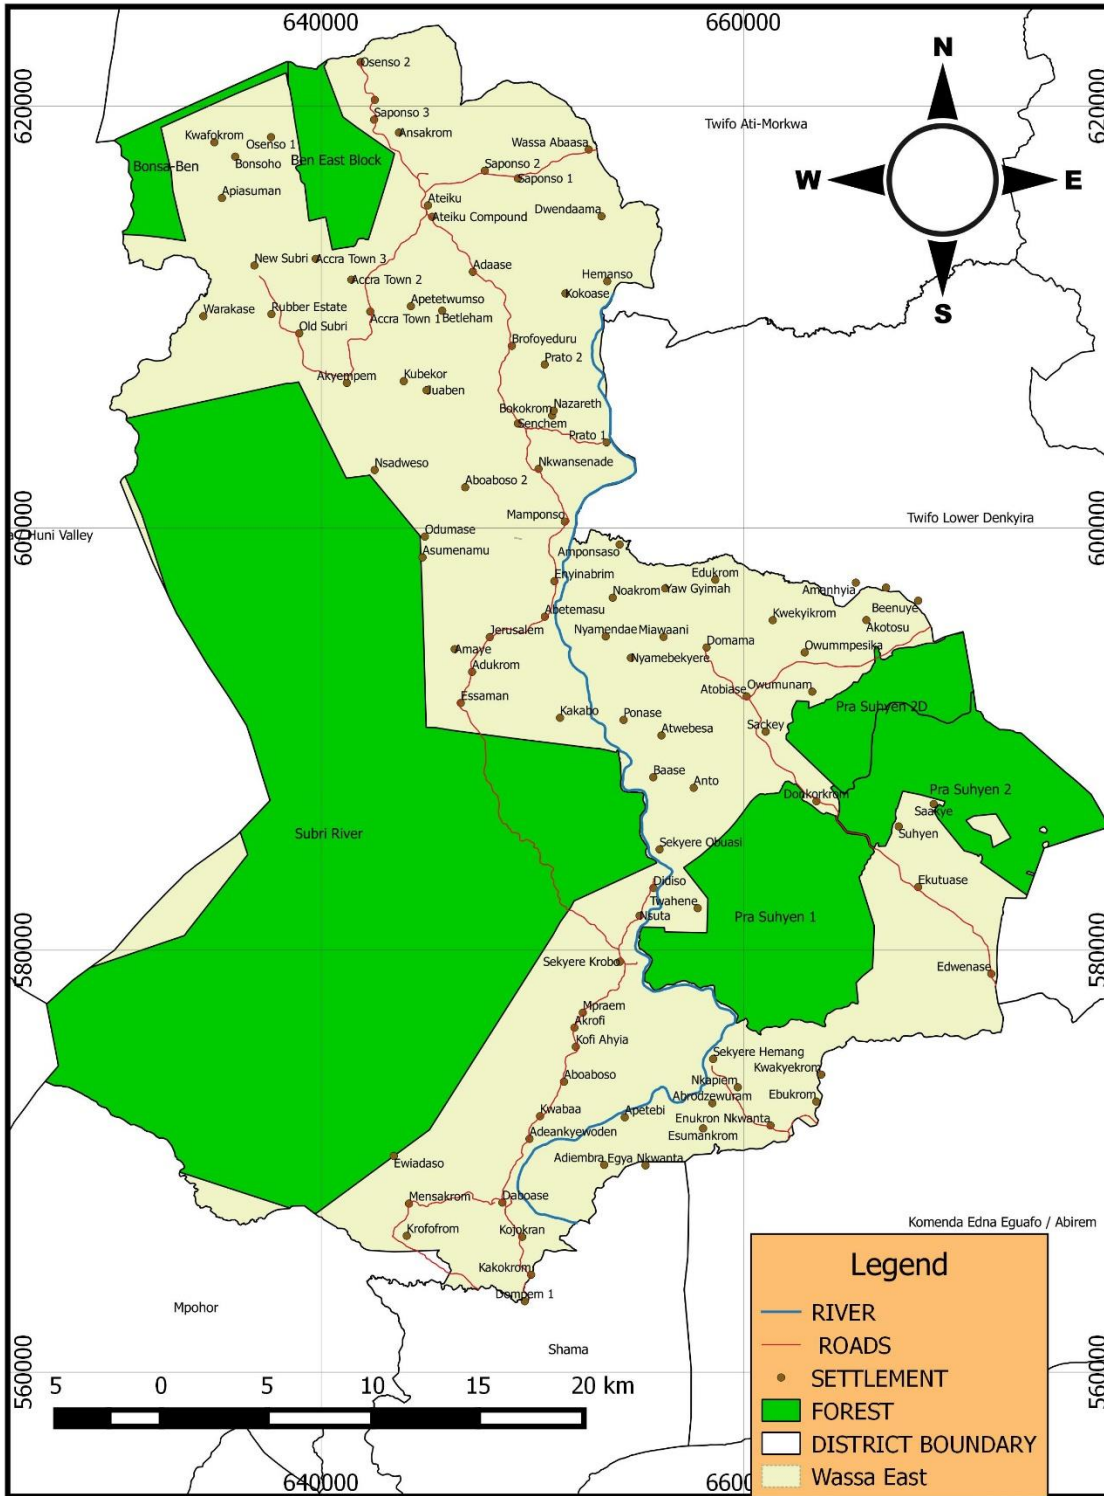 640000
660000
Osenso 2
N
620000
620000
Saponso 3
Twifo Ati-Morkwa
Ansakrom
Kwafokrom
Osenso 1
Wassa Abaasa
Bonsoho
Ben East Block
Bonsa-Ben
Saponso 2
W
E
Saponso 1
Apiasuman
Ateiku
Dwendaama
Ateiku Compound
New Subri
Accra Town 3
Adaase
Hemanso
Accra Town 2
Kokoase
S
Warakase
Rubber Estate
Apetetwumso
Accra Town 1
Betleham
Old Subri
Brofoyeduru
Prato 2
Akyempem
Kubekor
Juaben
Bokokrom
Nazareth
Senchem
Prato 1
Nsadweso
Nkwansenade
Aboaboso 2
Mamponso
Twifo Lower Denkyira
600000
600000
Huni Valley
Odumase
Amponsaso
Asumenamu
Enyinabrim
Edukrom
Noakrom
Yaw Gyimah
Amanhyia
Beenuye
Abetemasu
Kwekyikrom
Akotosu
Jerusalem
Nyamendae
Miawaani
Domama
Owummpesika
Amaye
Nyamebekyere
Adukrom
Atobiase
Owumunam
Essaman
Pra Suhyen 2D
Kakabo
Ponase
Atwebesa
Sackey
Baase
Anto
Donkorkrom
Pra Suhyen 2
Saakye
Subri River
Suhyen
Sekyere Obuasi
Didiso
Ekutuase
Twahene
Nsuta
Pra Suhyen 1
580000
580000
Sekyere Krobo
Edwenase
Mpraem
Akrofi
Kofi Ahyia
Sekyere Hemang
Kwakyekrom
Aboaboso
Nkapiem
Abrodzewuram
Ebukrom
Kwabaa
Apetebi
Enukron Nkwanta
Adeankyewoden
Esumankrom
Ewiadaso
Adiembra
Egya Nkwanta
Mensakrom
Daboase
Komenda Edna Eguafo / Abirem
Krofofrom
Kojokran
Kakokrom
Dompem 1
Mpohor
Shama
Legend
RIVER
ROADS
SETTLEMENT
FOREST
DISTRICT BOUNDARY
Wassa East
560000
560000
5 0 5 10 15 20 km
640000